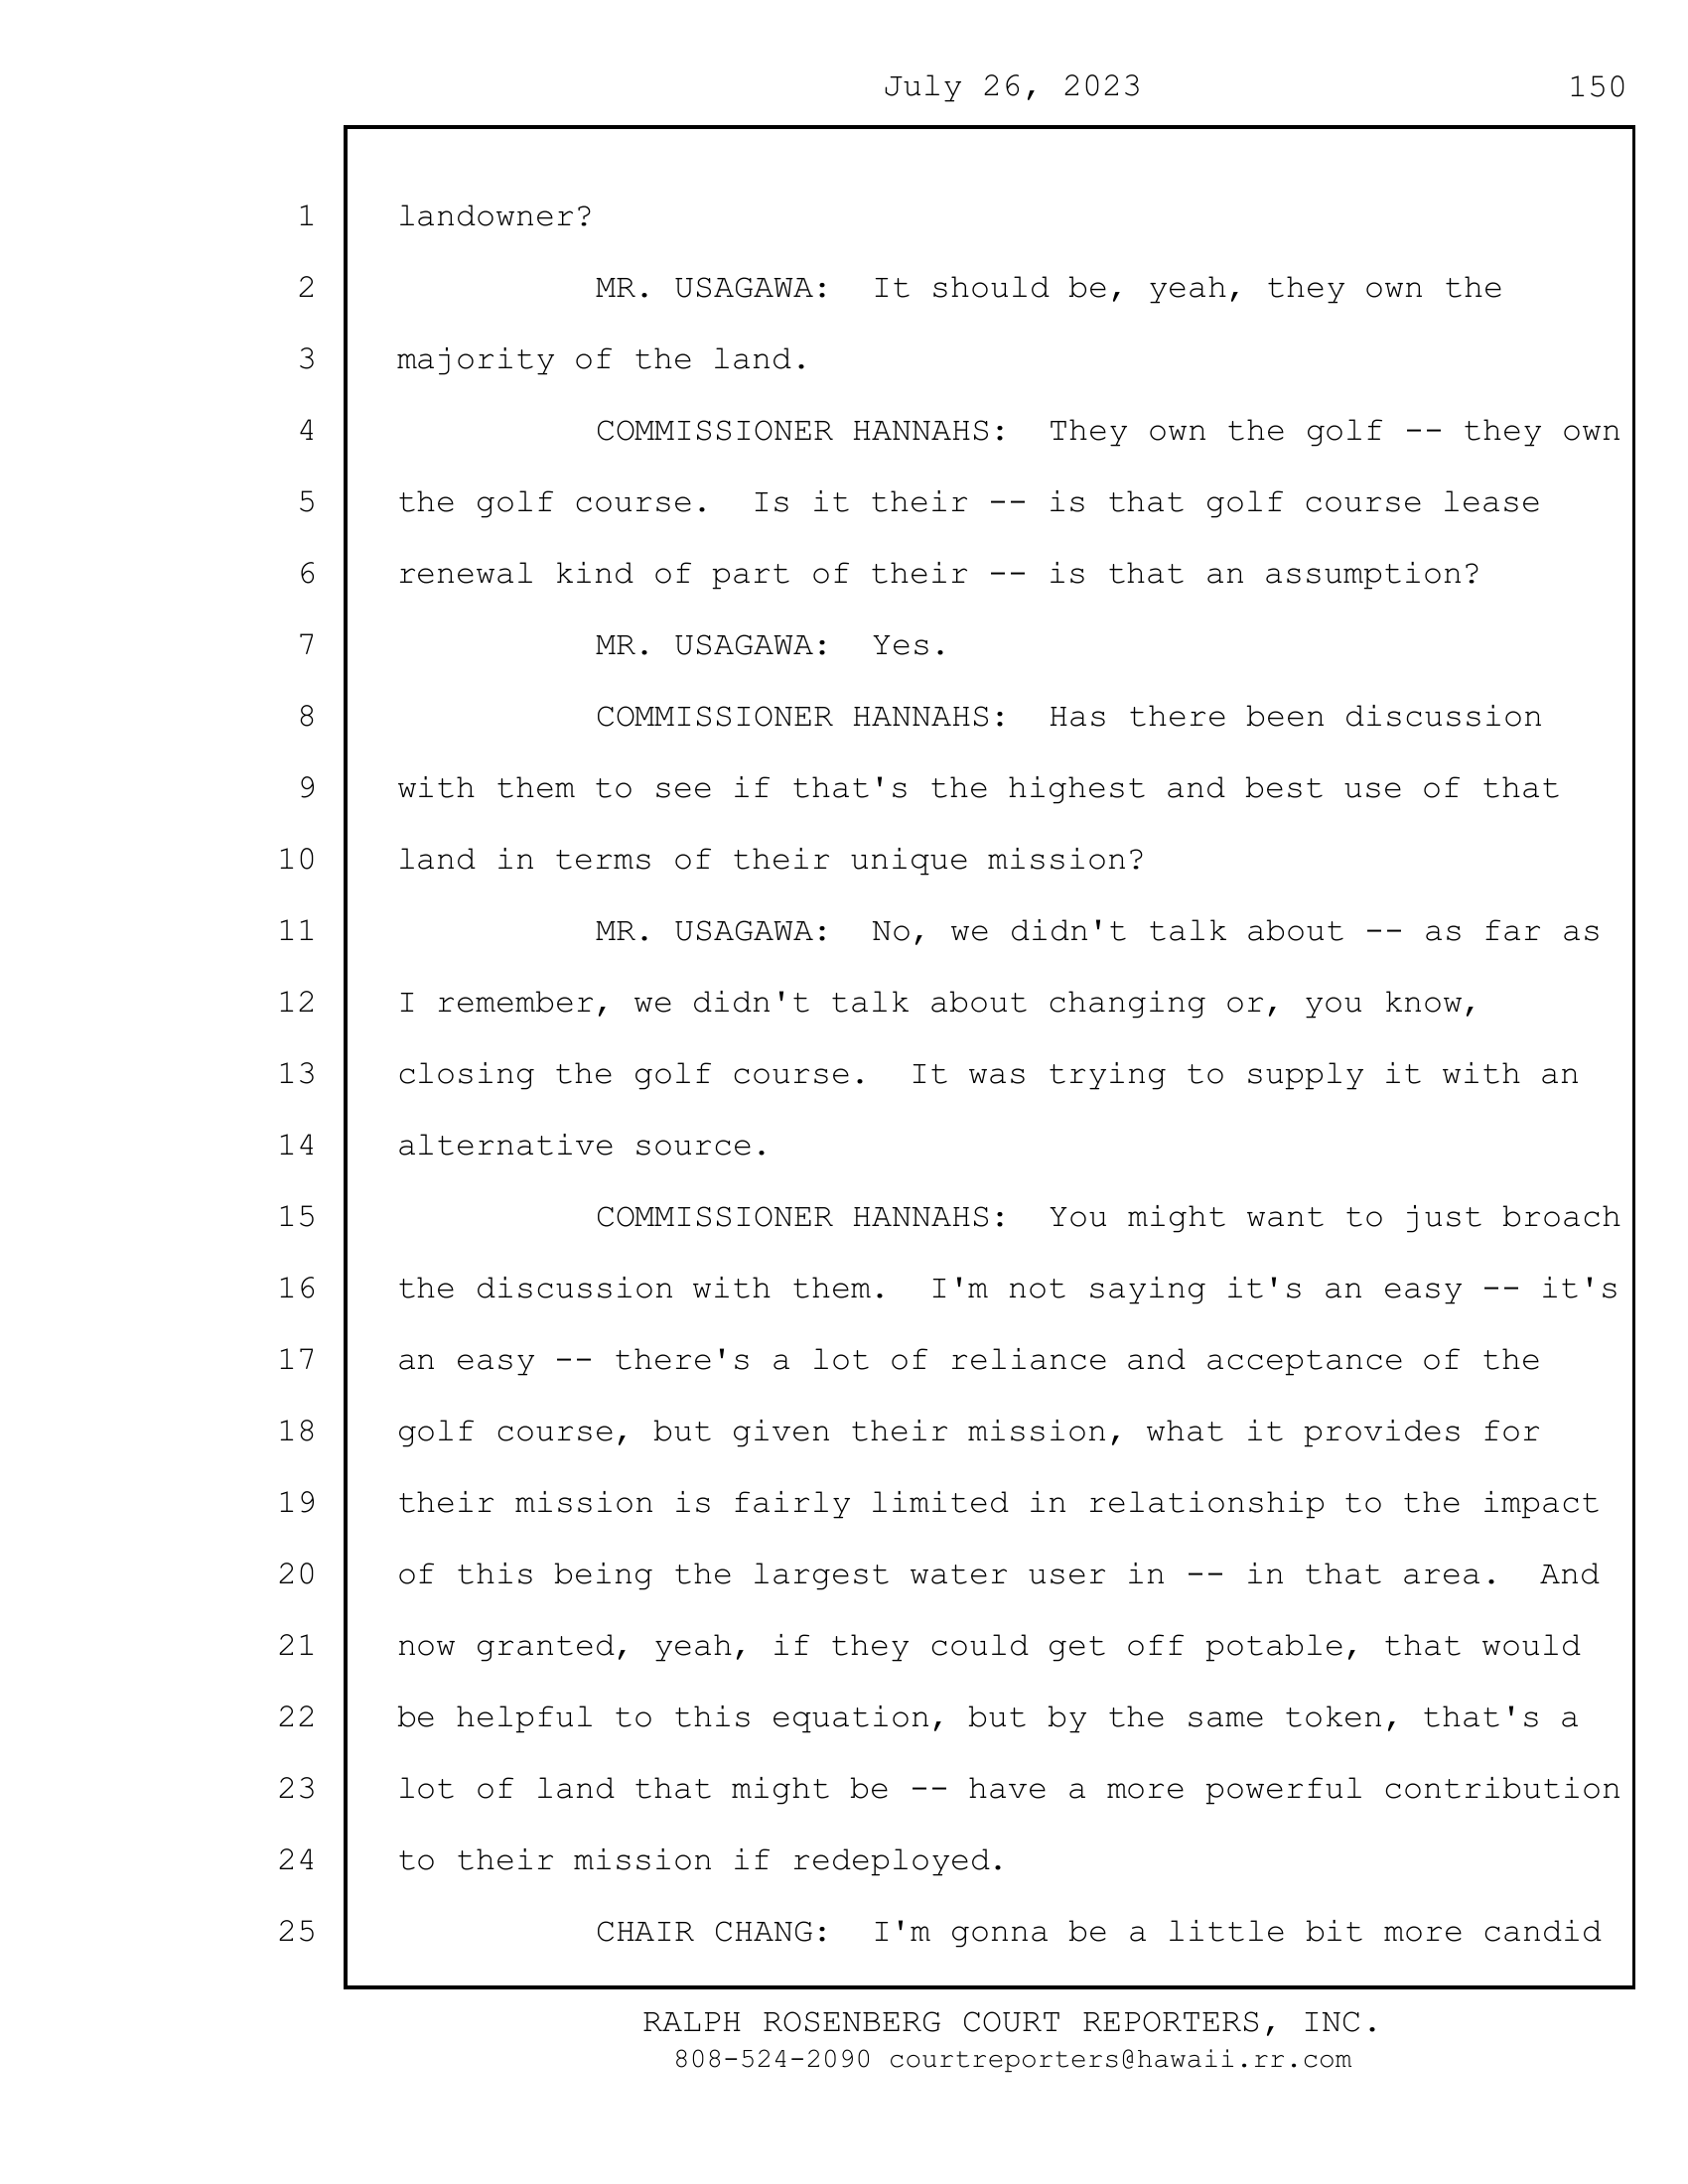 July 26, 2023 150
1 landowner?
2 MR. USAGAWA: It should be, yeah, they own the
3 majority of the land.
4 COMMISSIONER HANNAHS: They own the golf -- they own
5 the golf course. Is it their -- is that golf course lease
6 renewal kind of part of their -- is that an assumption?
7 MR. USAGAWA: Yes.
8 COMMISSIONER HANNAHS: Has there been discussion
9 with them to see if that's the highest and best use of that
10 land in terms of their unique mission?
11 MR. USAGAWA: No, we didn't talk about -- as far as
12 I remember, we didn't talk about changing or, you know,
13 closing the golf course. It was trying to supply it with an
14 alternative source.
15 COMMISSIONER HANNAHS: You might want to just broach
16 the discussion with them. I'm not saying it's an easy -- it's
17 an easy -- there's a lot of reliance and acceptance of the
18 golf course, but given their mission, what it provides for
19 their mission is fairly limited in relationship to the impact
20 of this being the largest water user in -- in that area. And
21 now granted, yeah, if they could get off potable, that would
22 be helpful to this equation, but by the same token, that's a
23 lot of land that might be -- have a more powerful contribution
24 to their mission if redeployed.
25 CHAIR CHANG: I'm gonna be a little bit more candid
RALPH ROSENBERG COURT REPORTERS, INC.
808-524-2090 courtreporters@hawaii.rr.com